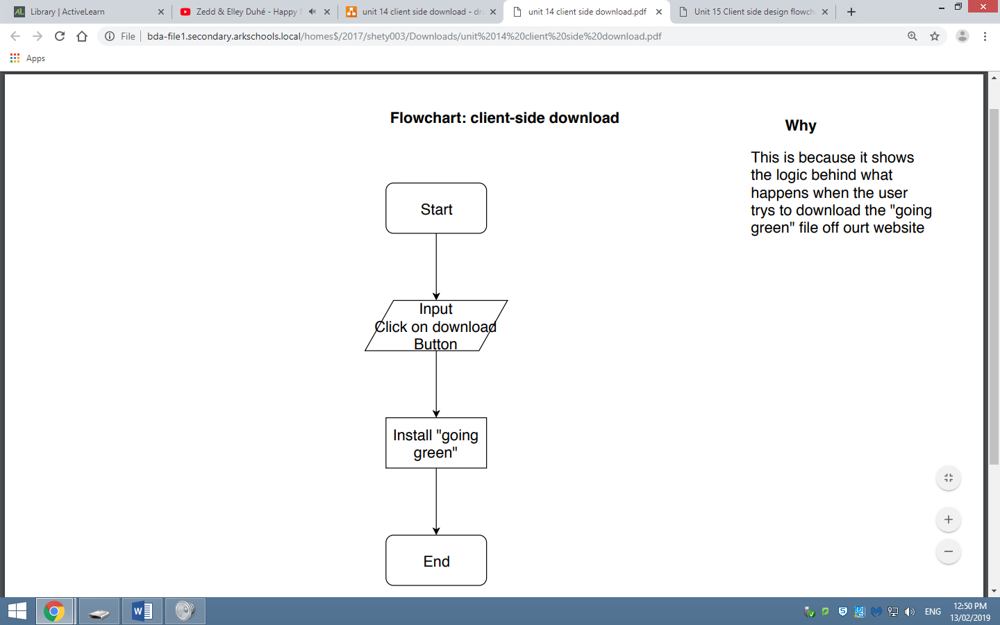 Library | ActiveLearn
Zedd & Elley Duhé - Happy
unit 14 client side download - dr
unit 14 client side download.pdf
Unit 15 Client side design flowch
File
bda-file1.secondary.arkschools.local/homes$/2017/shety003/Downloads/unit%2014%20client%20side%20download.pdf
Apps
Flowchart: client-side download
Why
This is because it shows
the logic behind what
happens when the user
trys to download the "going
green" file off ourt website
Start
Input
Click on download
Button
Install "going
green"
End
ENG
12:50 PM
13/02/2019